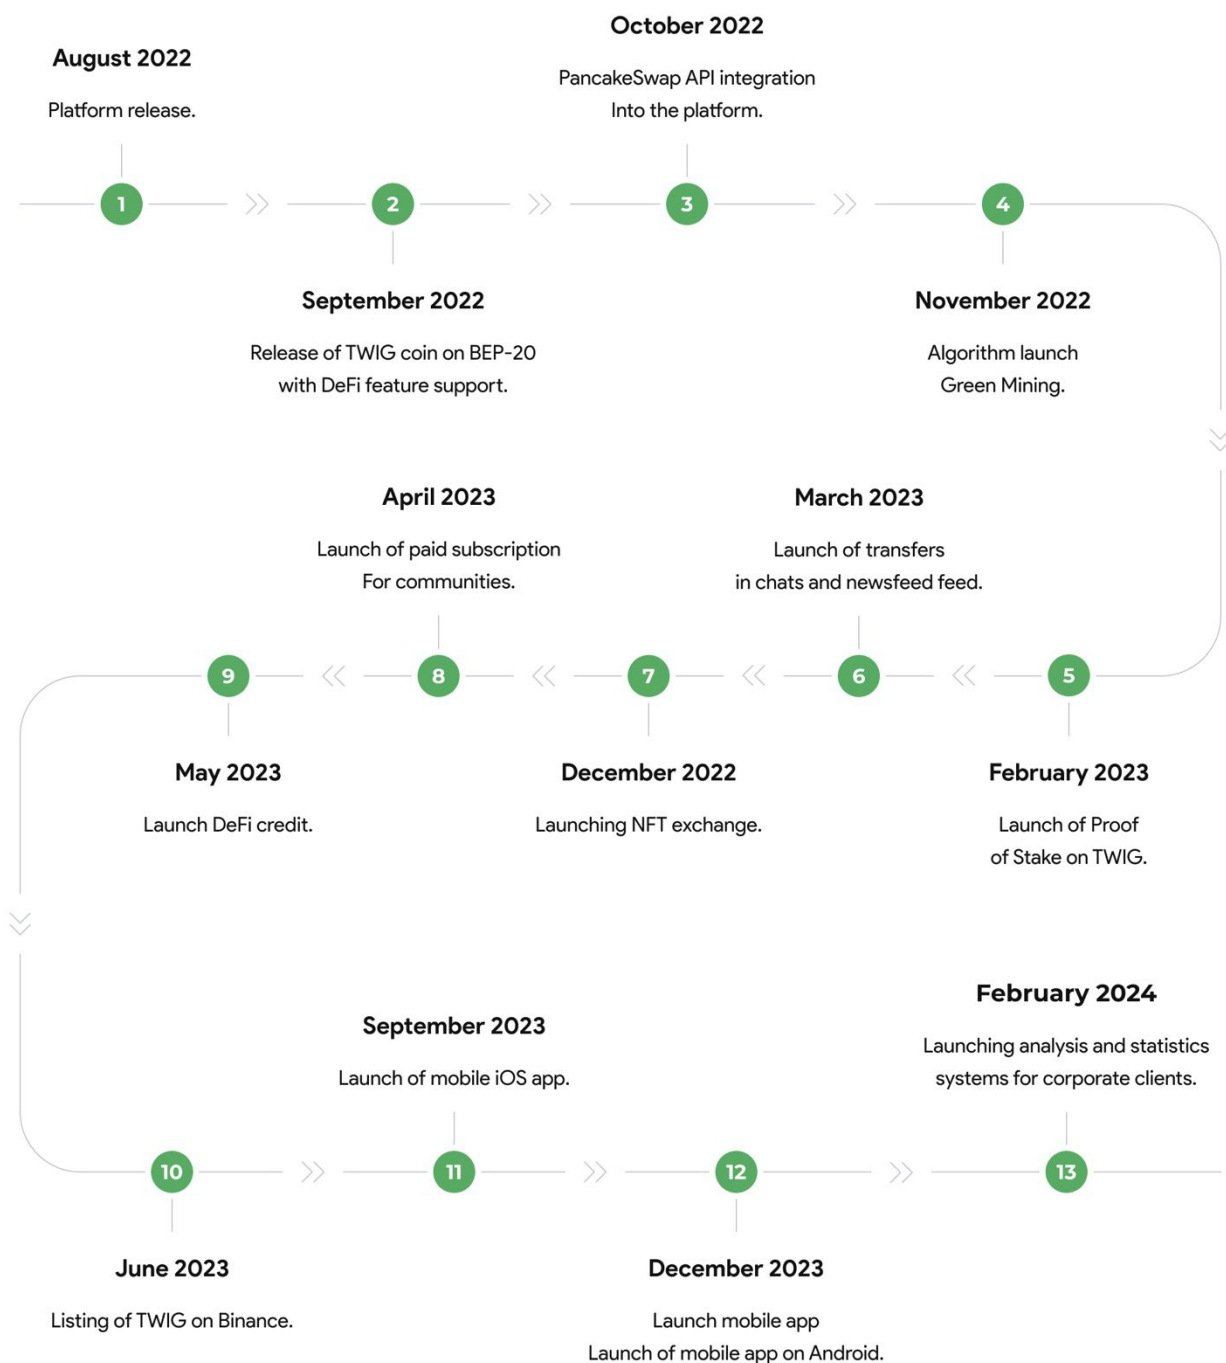 August 2022
Platform release.
1
2
September 2022
Release of TWIG coin on BEP-20
with DeFi feature support.
October 2022
PancakeSwap API integration
Into the platform.
3
4
November 2022
Algorithm launch
Green Mining.
5
February 2023
Launch of Proof
of Stake on TWIG.
March 2023
Launch of transfers
in chats and newsfeed feed.
6
7
December 2022
Launching NFT exchange.
April 2023
Launch of paid subscription
For communities.
8
9
May 2023
Launch DeFi credit.
10
June 2023
Listing of TWIG on Binance.
September 2023
Launch of mobile iOS app.
11
12
December 2023
Launch mobile app
Launch of mobile app on Android.
February 2024
Launching analysis and statistics
systems for corporate clients.
13